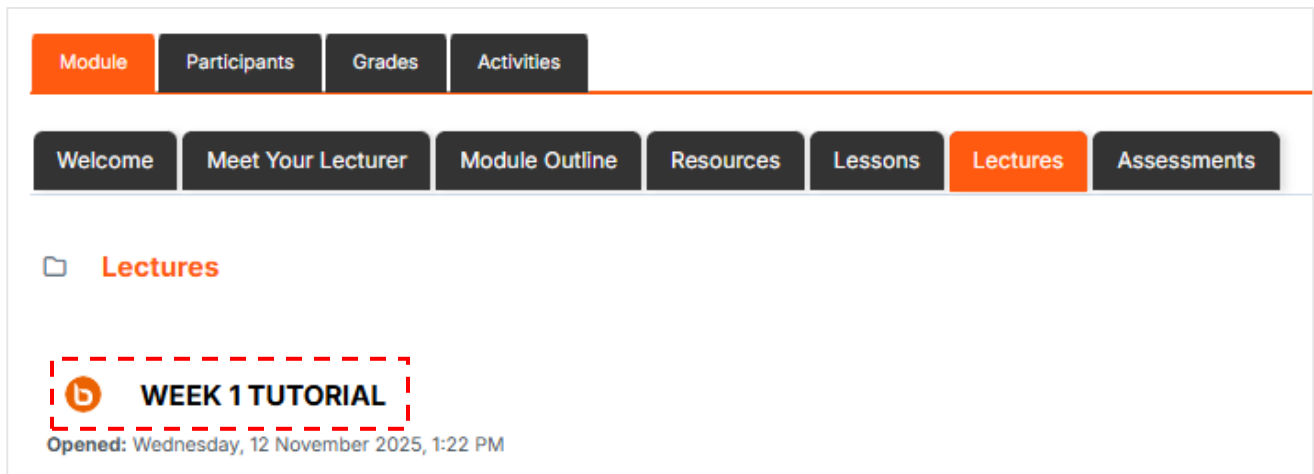 Module Participants Grades Activities
Welcome Meet Your Lecturer Module Outline Resources Lessons Lectures Assessments
Lectures
b WEEK 1 TUTORIAL
Opened: Wednesday, 12 November 2025, 1:22 PM